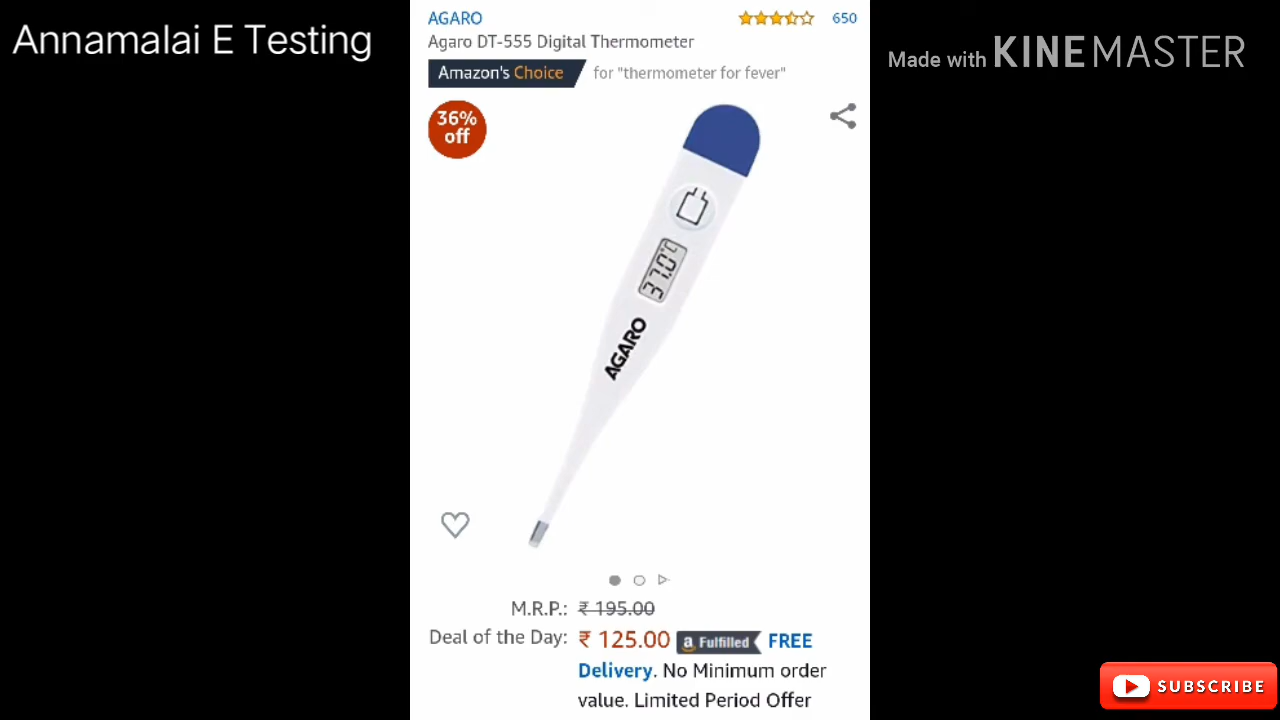 Annamalai E Testing
Made with KINEMASTER
AGARO
650
Agaro DT-555 Digital Thermometer
Amazon's Choice for "thermometer for fever"
36%
off
37.0°C
AGARO
M.R.P.: ₹ 195.00
Deal of the Day: ₹ 125.00 a Fulfilled FREE
Delivery. No Minimum order
value. Limited Period Offer
SUBSCRIBE